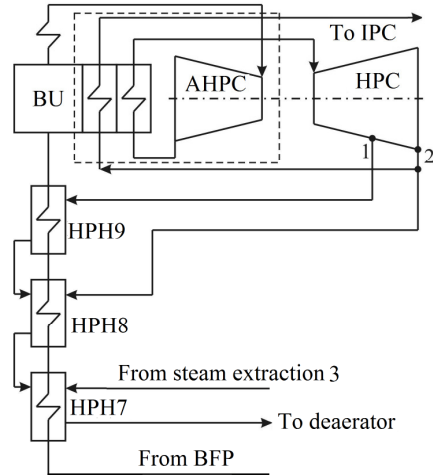 To IPC
BU
AHPC
HPC
1
2
HPH9
HPH8
From steam extraction 3
HPH7
To deaerator
From BFP